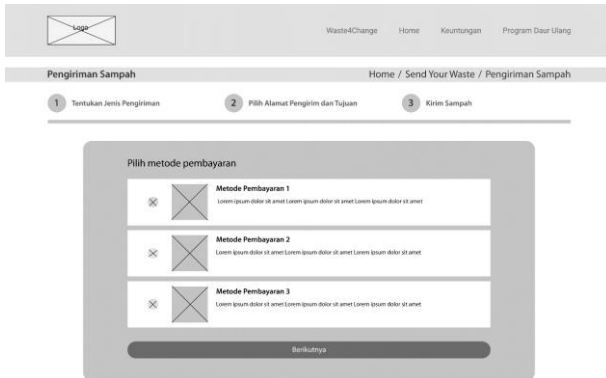 Logo
Waste4Change Home Keuntungan Program Daur Ulang
Pengiriman Sampah Home / Send Your Waste / Pengiriman Sampah
1 Tentukan Jenis Pengiriman 2 Pilih Alamat Pengirim dan Tujuan 3 Kirim Sampah
Pilih metode pembayaran
Metode Pembayaran 1
Lorem ipsum dolor sit amet Lorem ipsum dolor sit amet Lorem ipsum dolor sit amet
Metode Pembayaran 2
Lorem ipsum dolor sit amet Lorem ipsum dolor sit amet Lorem ipsum dolor sit amet
Metode Pembayaran 3
Lorem ipsum dolor sit amet Lorem ipsum dolor sit amet Lorem ipsum dolor sit amet
Berikutnya